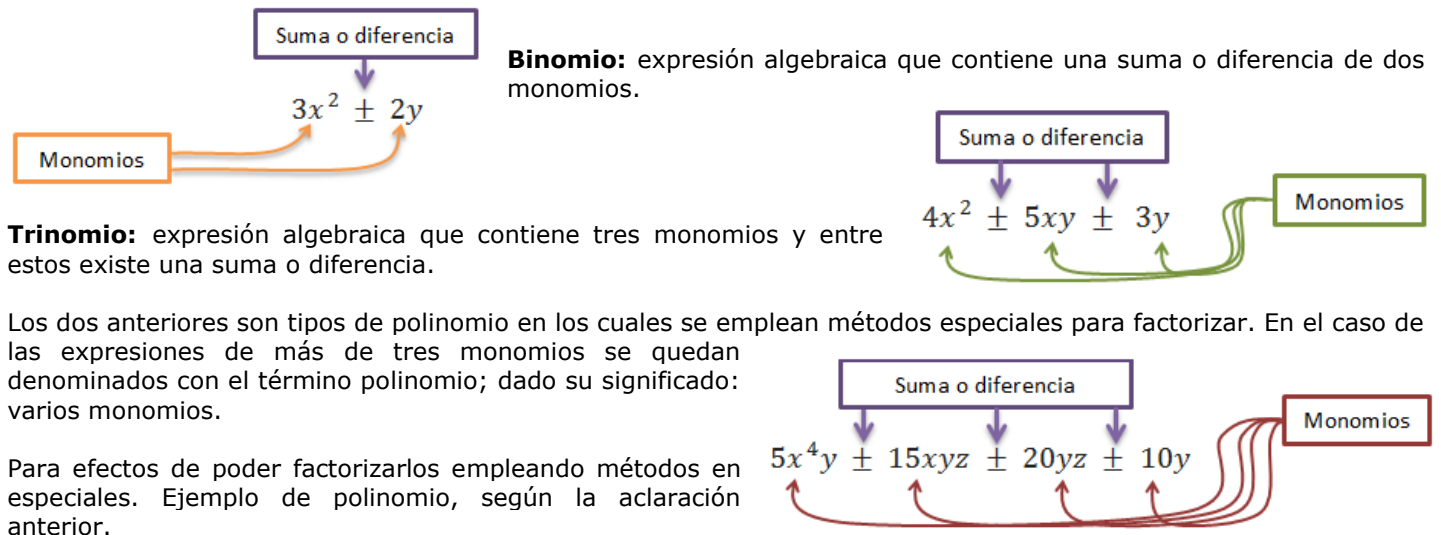 Suma o diferencia
3x² ± 2y
Monomios
Binomio: expresión algebraica que contiene una suma o diferencia de dos
monomios.
Suma o diferencia
4x² ± 5xy ± 3y
Monomios
Trinomio: expresión algebraica que contiene tres monomios y entre
estos existe una suma o diferencia.
Los dos anteriores son tipos de polinomio en los cuales se emplean métodos especiales para factorizar. En el caso de
las expresiones de más de tres monomios se quedan
denominados con el término polinomio; dado su significado:
varios monomios.
Suma o diferencia
5x⁴y ± 15xyz ± 20yz ± 10y
Monomios
Para efectos de poder factorizarlos empleando métodos en
especiales. Ejemplo de polinomio, según la aclaración
anterior.